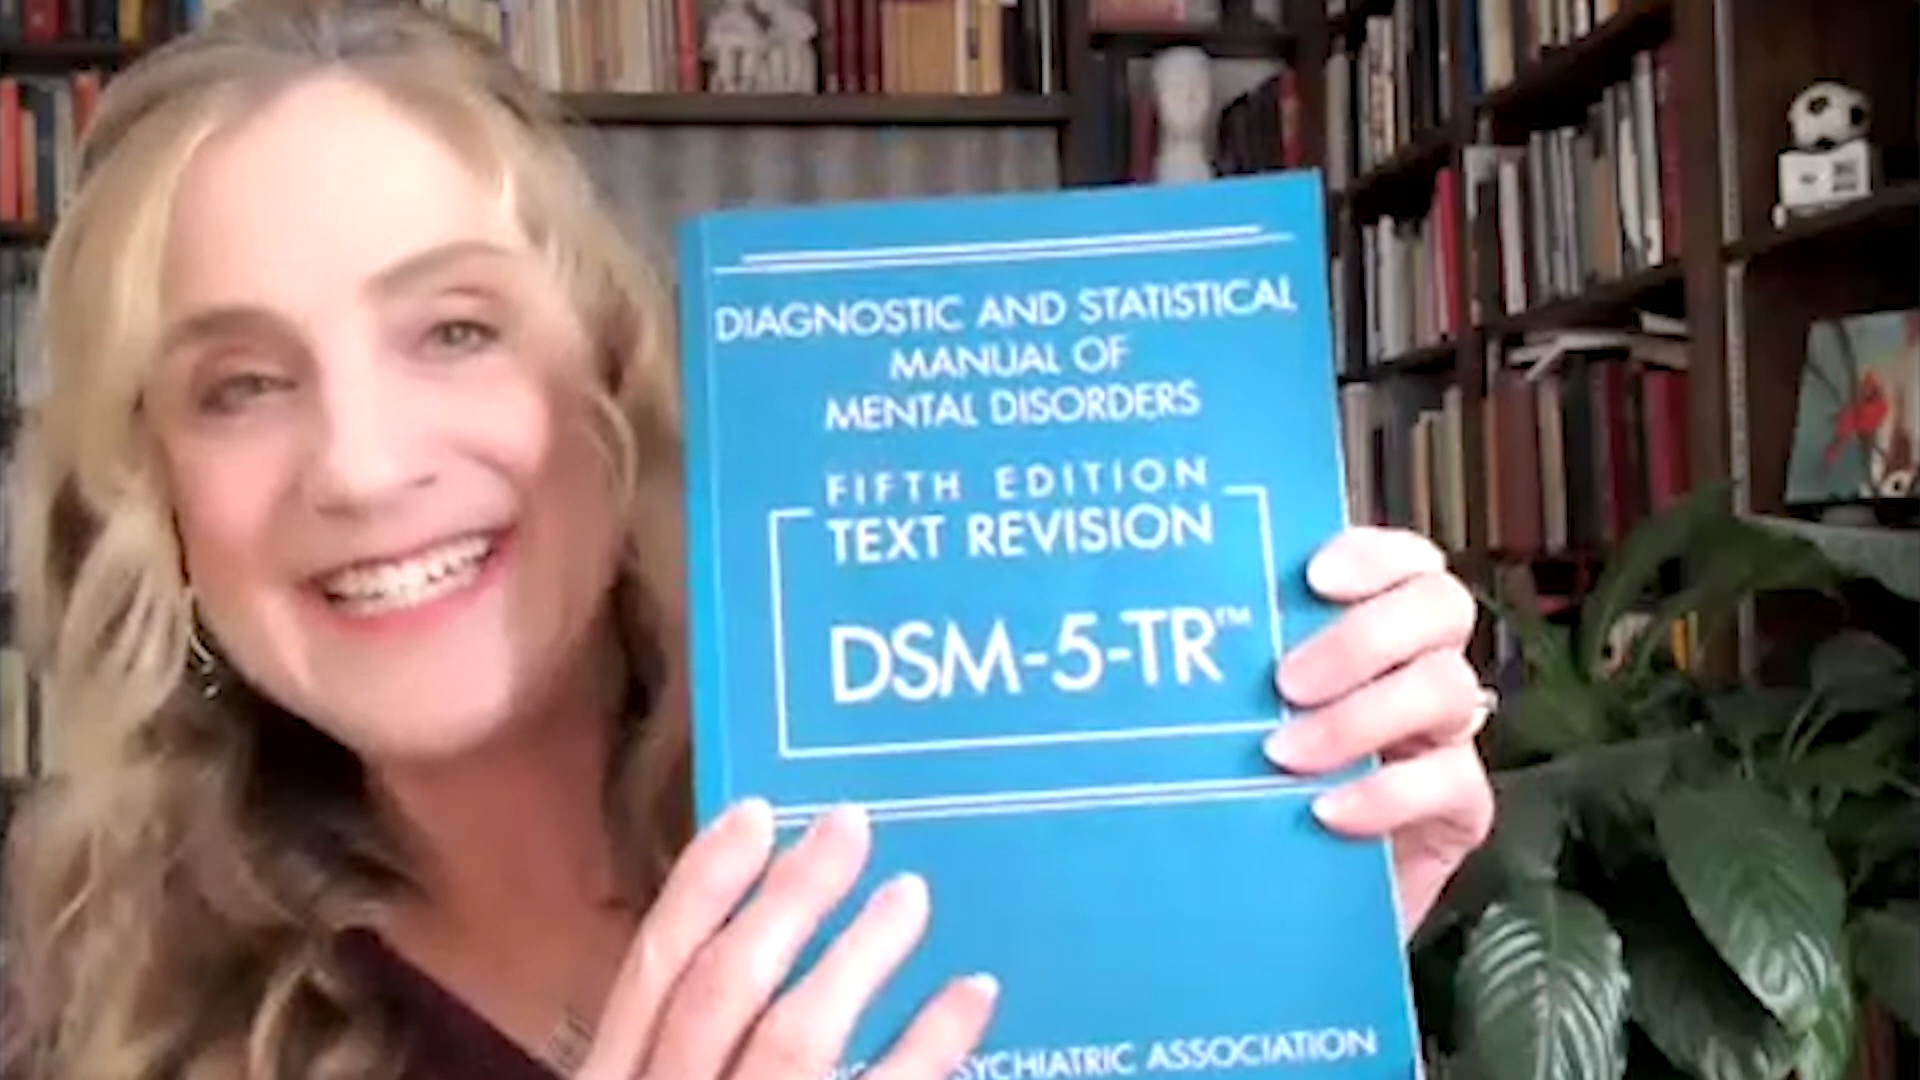 DIAGNOSTIC AND STATISTICAL
MANUAL OF
MENTAL DISORDERS
FIFTH EDITION
TEXT REVISION
DSM-5-TR™
PSYCHIATRIC ASSOCIATION